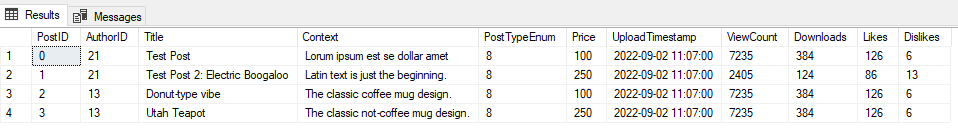 Results Messages
PostID AuthorID Title Context PostTypeEnum Price UploadTimestamp ViewCount Downloads Likes Dislikes
1 0 21 Test Post Lorum ipsum est se dollar amet 8 100 2022-09-02 11:07:00 7235 384 126 6
2 1 21 Test Post 2: Electric Boogaloo Latin text is just the beginning. 8 250 2022-09-02 11:07:00 2405 124 86 13
3 2 13 Donut-type vibe The classic coffee mug design. 8 100 2022-09-02 11:07:00 7235 384 126 6
4 3 13 Utah Teapot The classic not-coffee mug design. 8 250 2022-09-02 11:07:00 7235 384 126 6